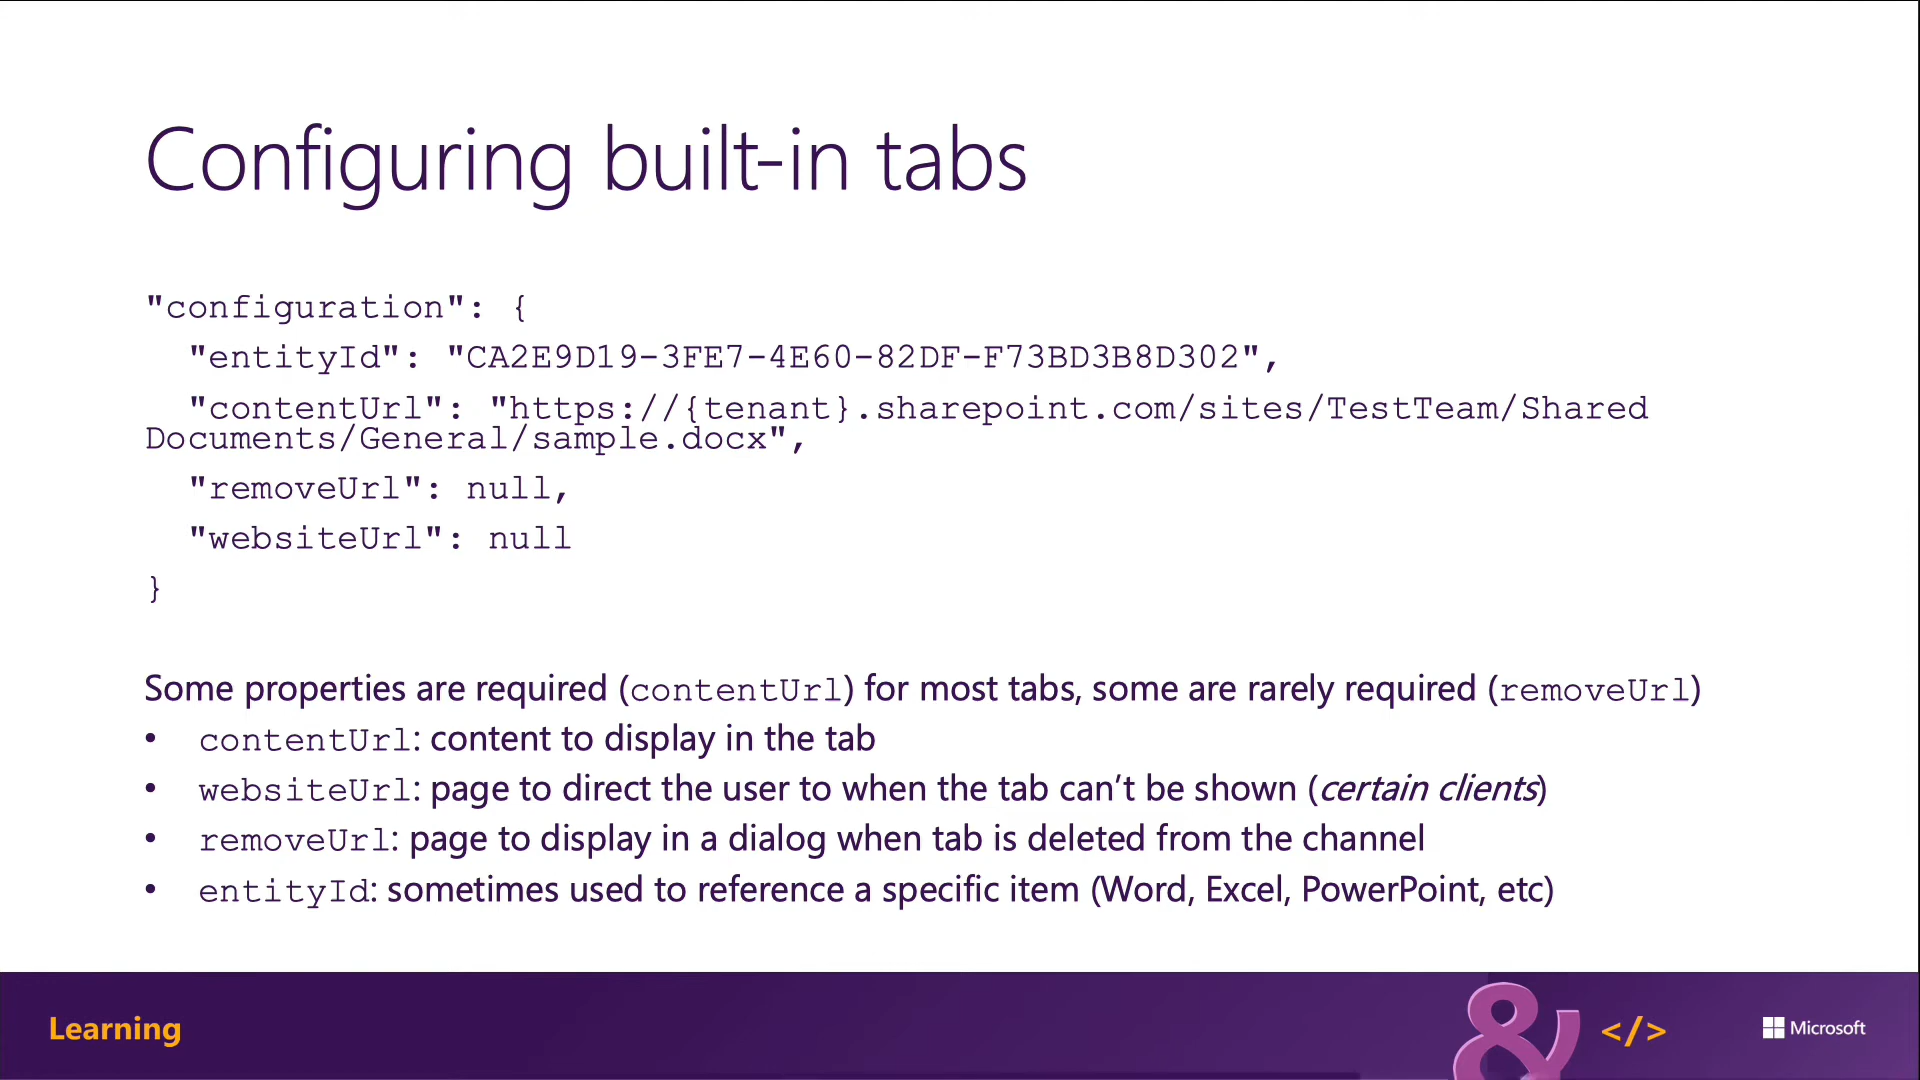 Configuring built-in tabs
"configuration": {
"entityId": "CA2E9D19-3FE7-4E60-82DF-F73BD3B8D302",
"contentUrl": "https://{tenant}.sharepoint.com/sites/TestTeam/Shared
Documents/General/sample.docx",
"removeUrl": null,
"websiteUrl": null
}
Some properties are required (contentUrl) for most tabs, some are rarely required (removeUrl)
• contentUrl: content to display in the tab
• websiteUrl: page to direct the user to when the tab can’t be shown (certain clients)
• removeUrl: page to display in a dialog when tab is deleted from the channel
• entityId: sometimes used to reference a specific item (Word, Excel, PowerPoint, etc)
Learning
& </>
Microsoft